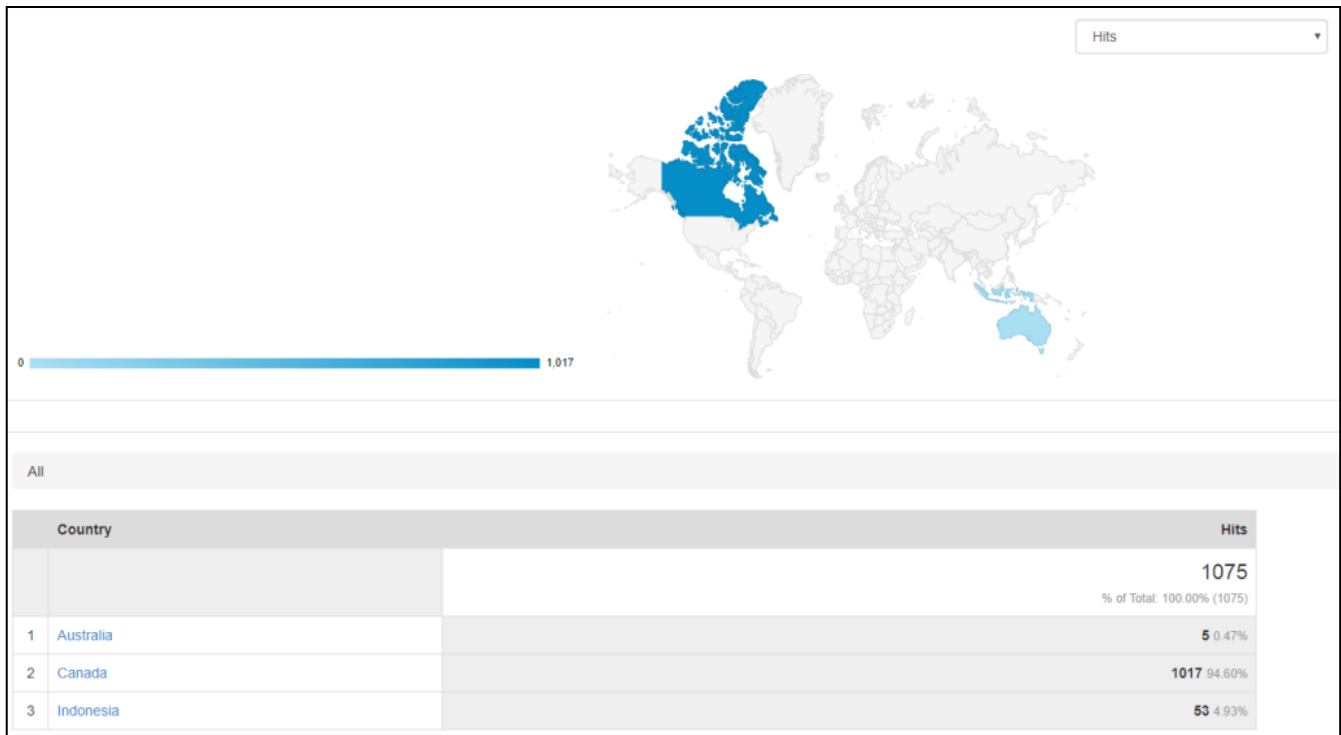 Hits
0 1,017
All
Country Hits
1075
% of Total: 100.00% (1075)
1 Australia 5 0.47%
2 Canada 1017 94.60%
3 Indonesia 53 4.93%